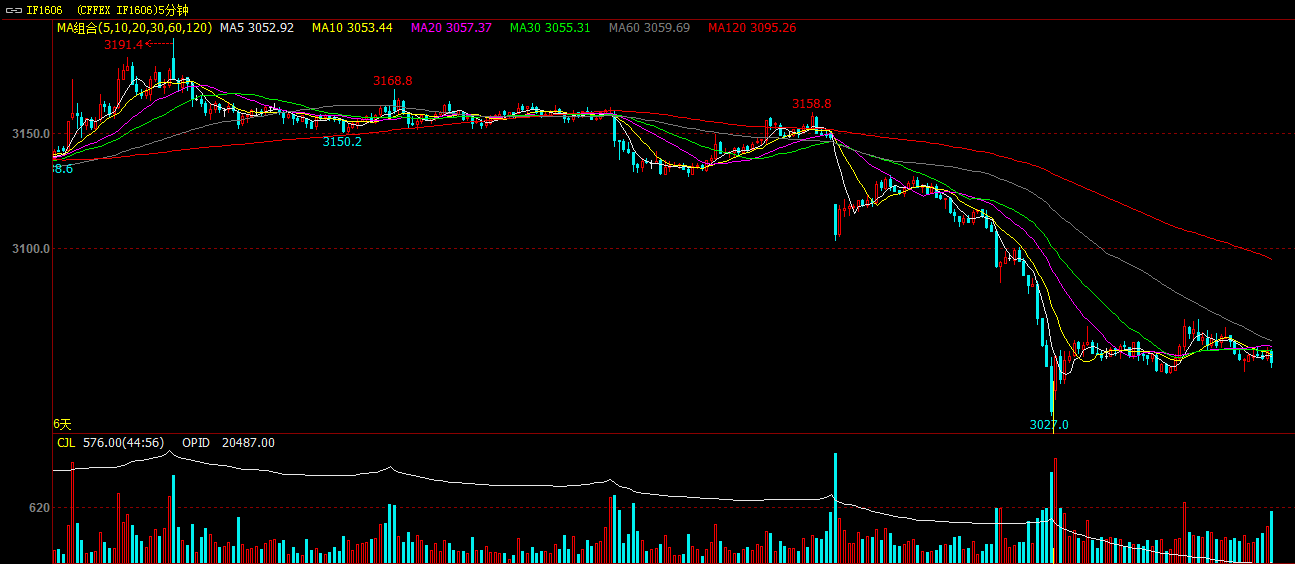 IF1606 (CFFEX IF1606)5分钟
MA组合(5,10,20,30,60,120) MA5 3052.92 MA10 3053.44 MA20 3057.37 MA30 3055.31 MA60 3059.69 MA120 3095.26
3191.4
3168.8
3158.8
3150.0
3150.2
8.6
3100.0
6天
3027.0
CJL 576.00(44:56) OPID 20487.00
620